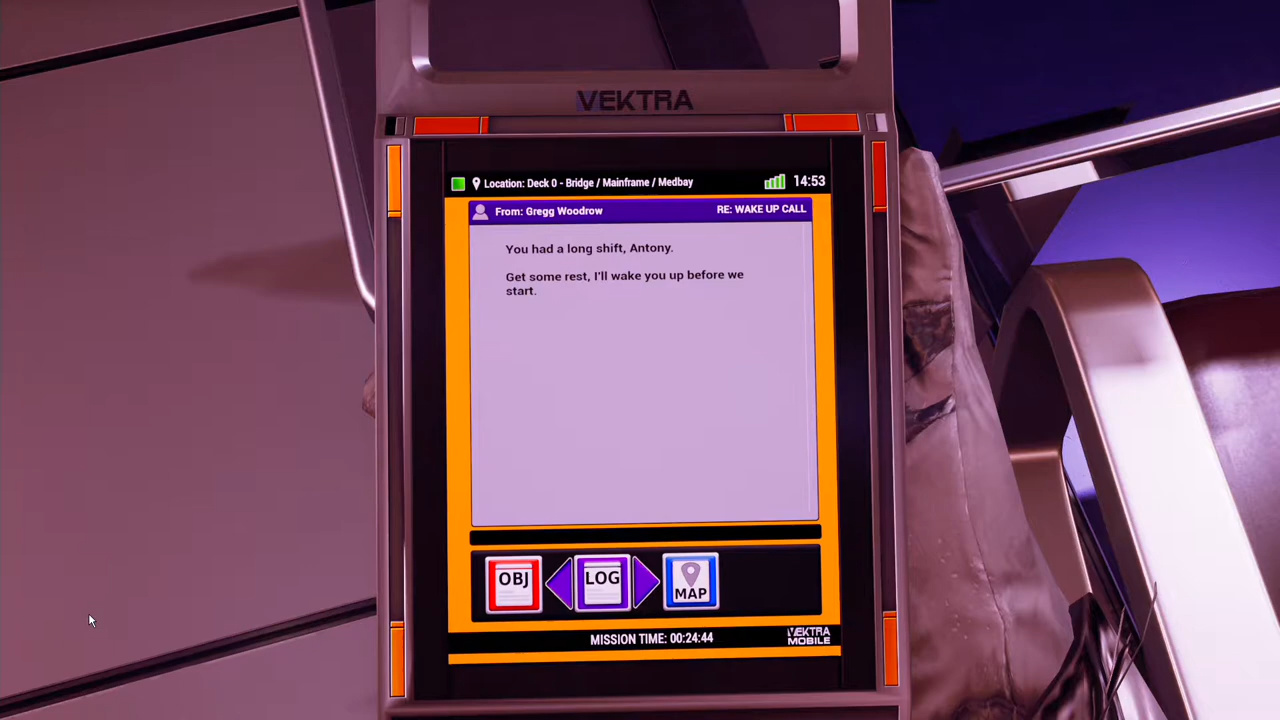 VEKTRA
Location: Deck 0 - Bridge / Mainframe / Medbay 14:53
From: Gregg Woodrow RE: WAKE UP CALL
You had a long shift, Antony.
Get some rest, I'll wake you up before we
start.
OBJ LOG MAP
MISSION TIME: 00:24:44
VEKTRA
MOBILE